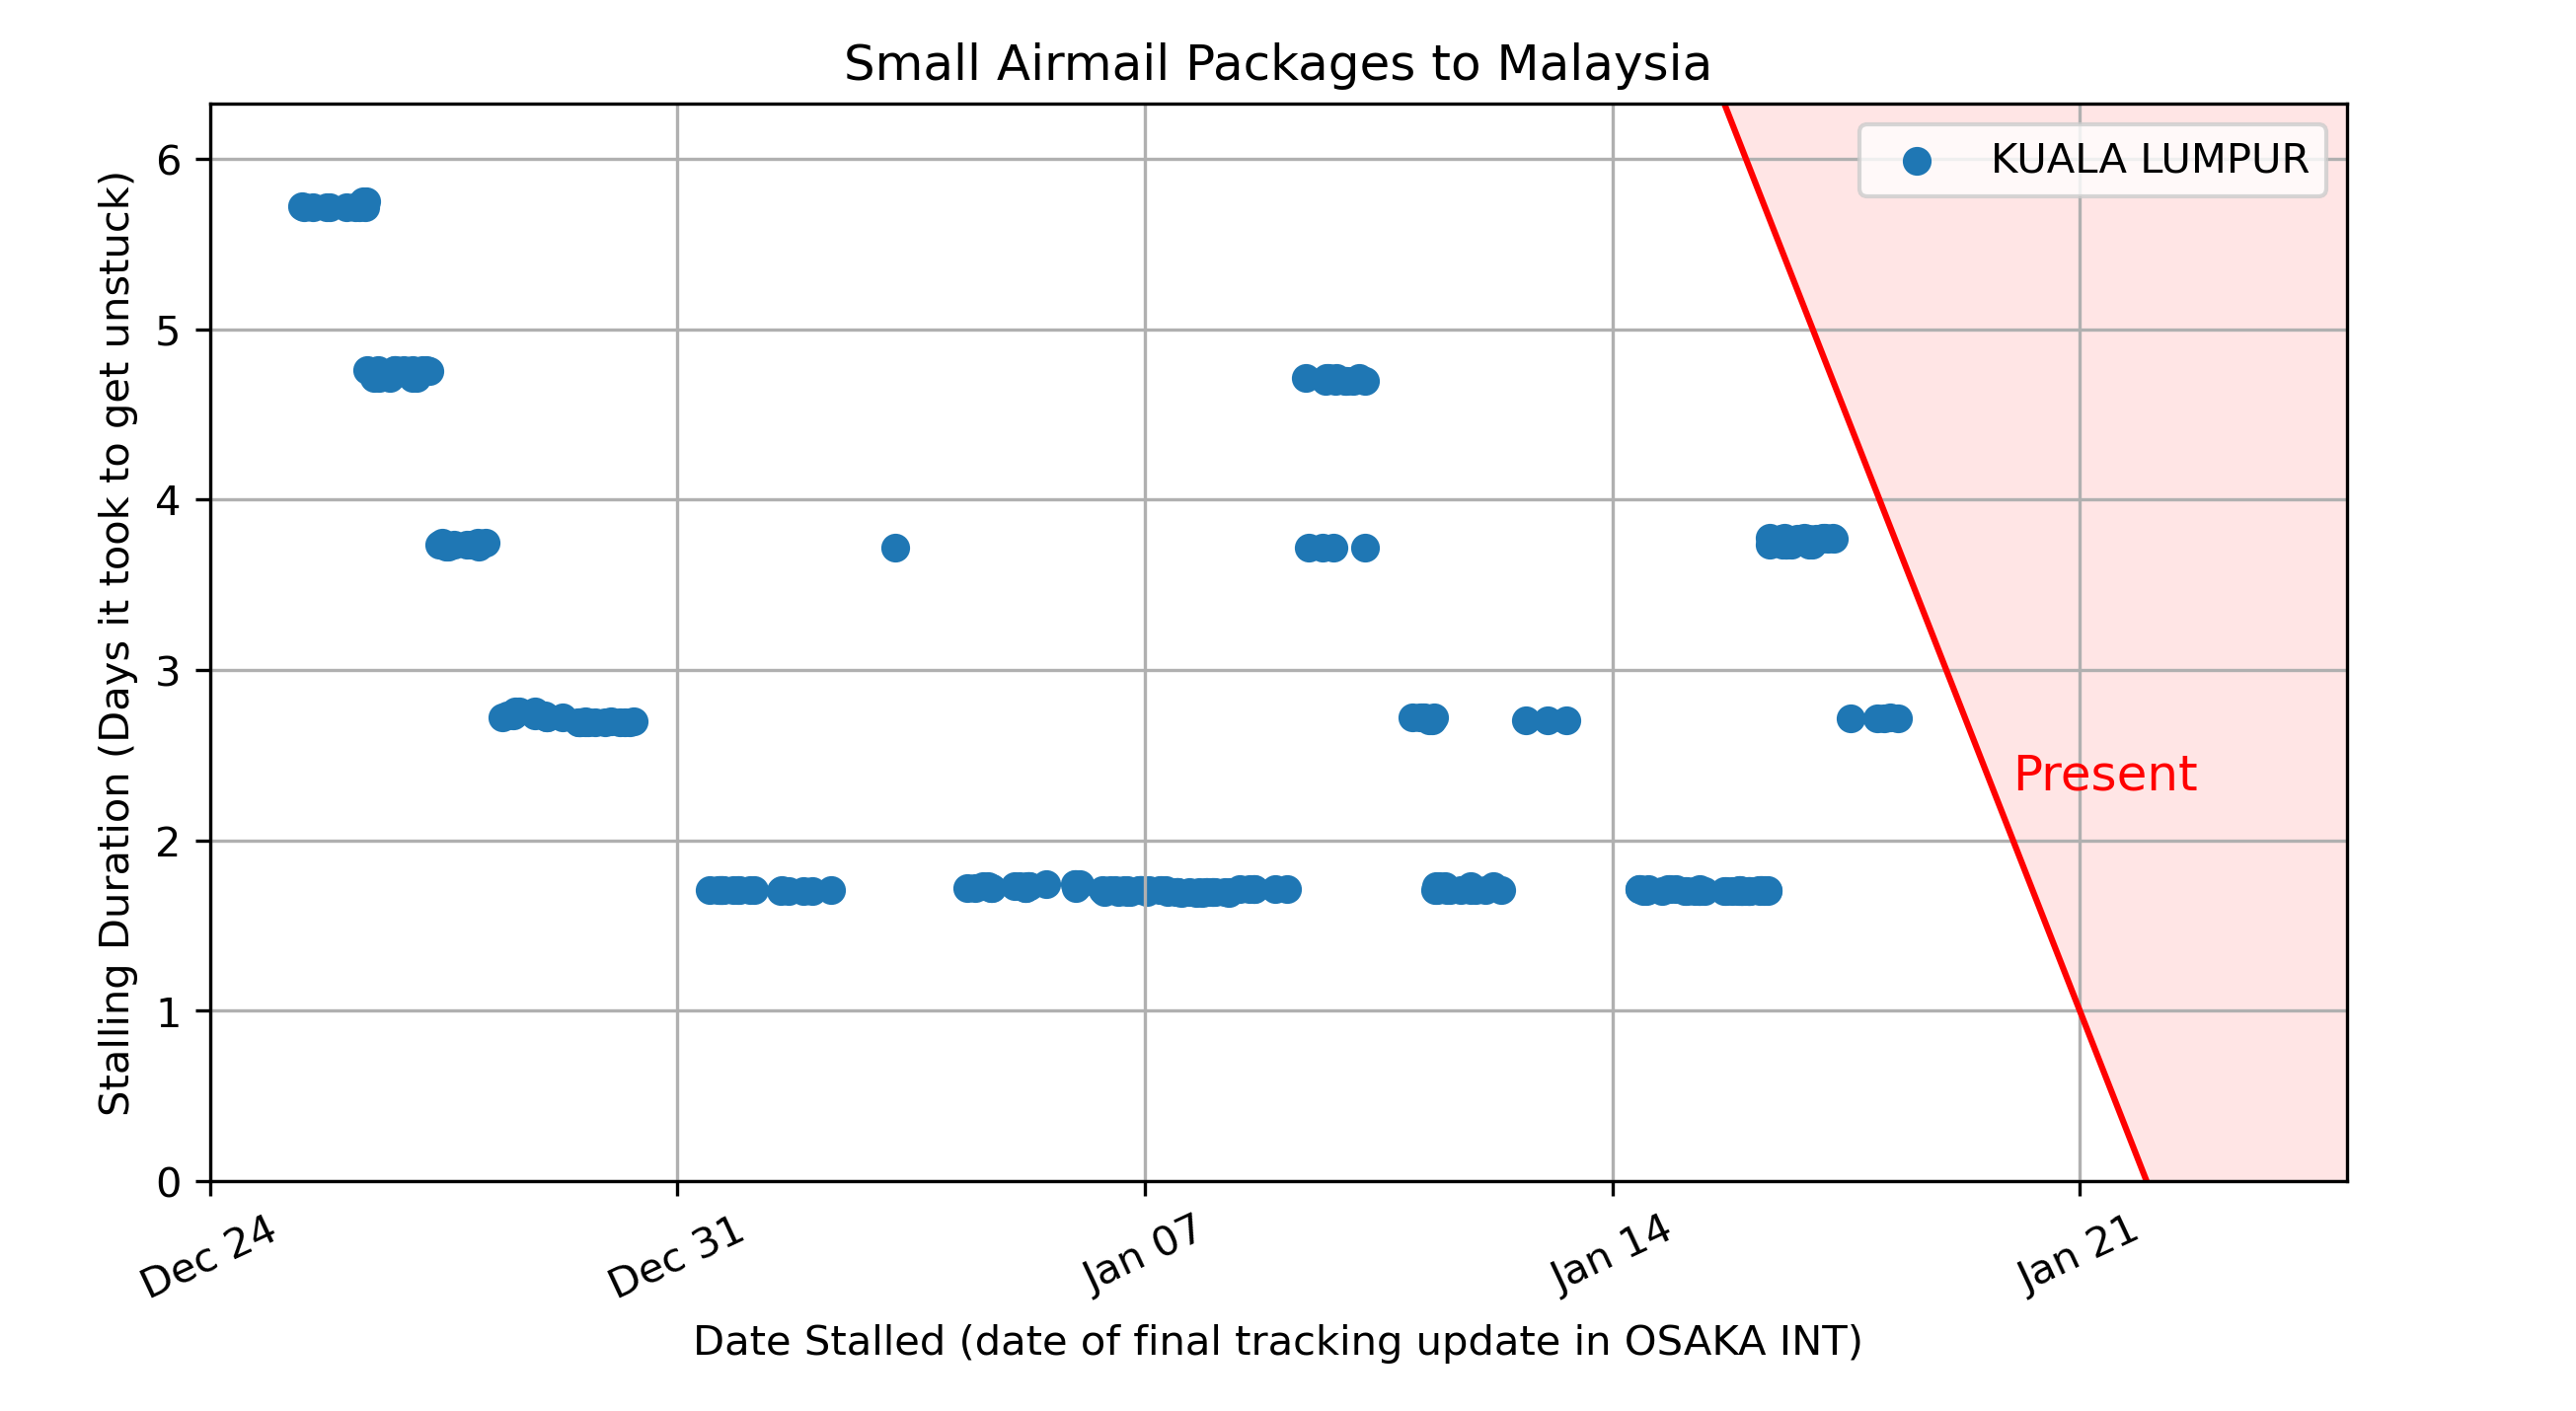 Small Airmail Packages to Malaysia
KUALA LUMPUR
Stalling Duration (Days it took to get unstuck)
6
5
4
3
2
1
0
Present
Dec 24
Dec 31
Jan 07
Jan 14
Jan 21
Date Stalled (date of final tracking update in OSAKA INT)